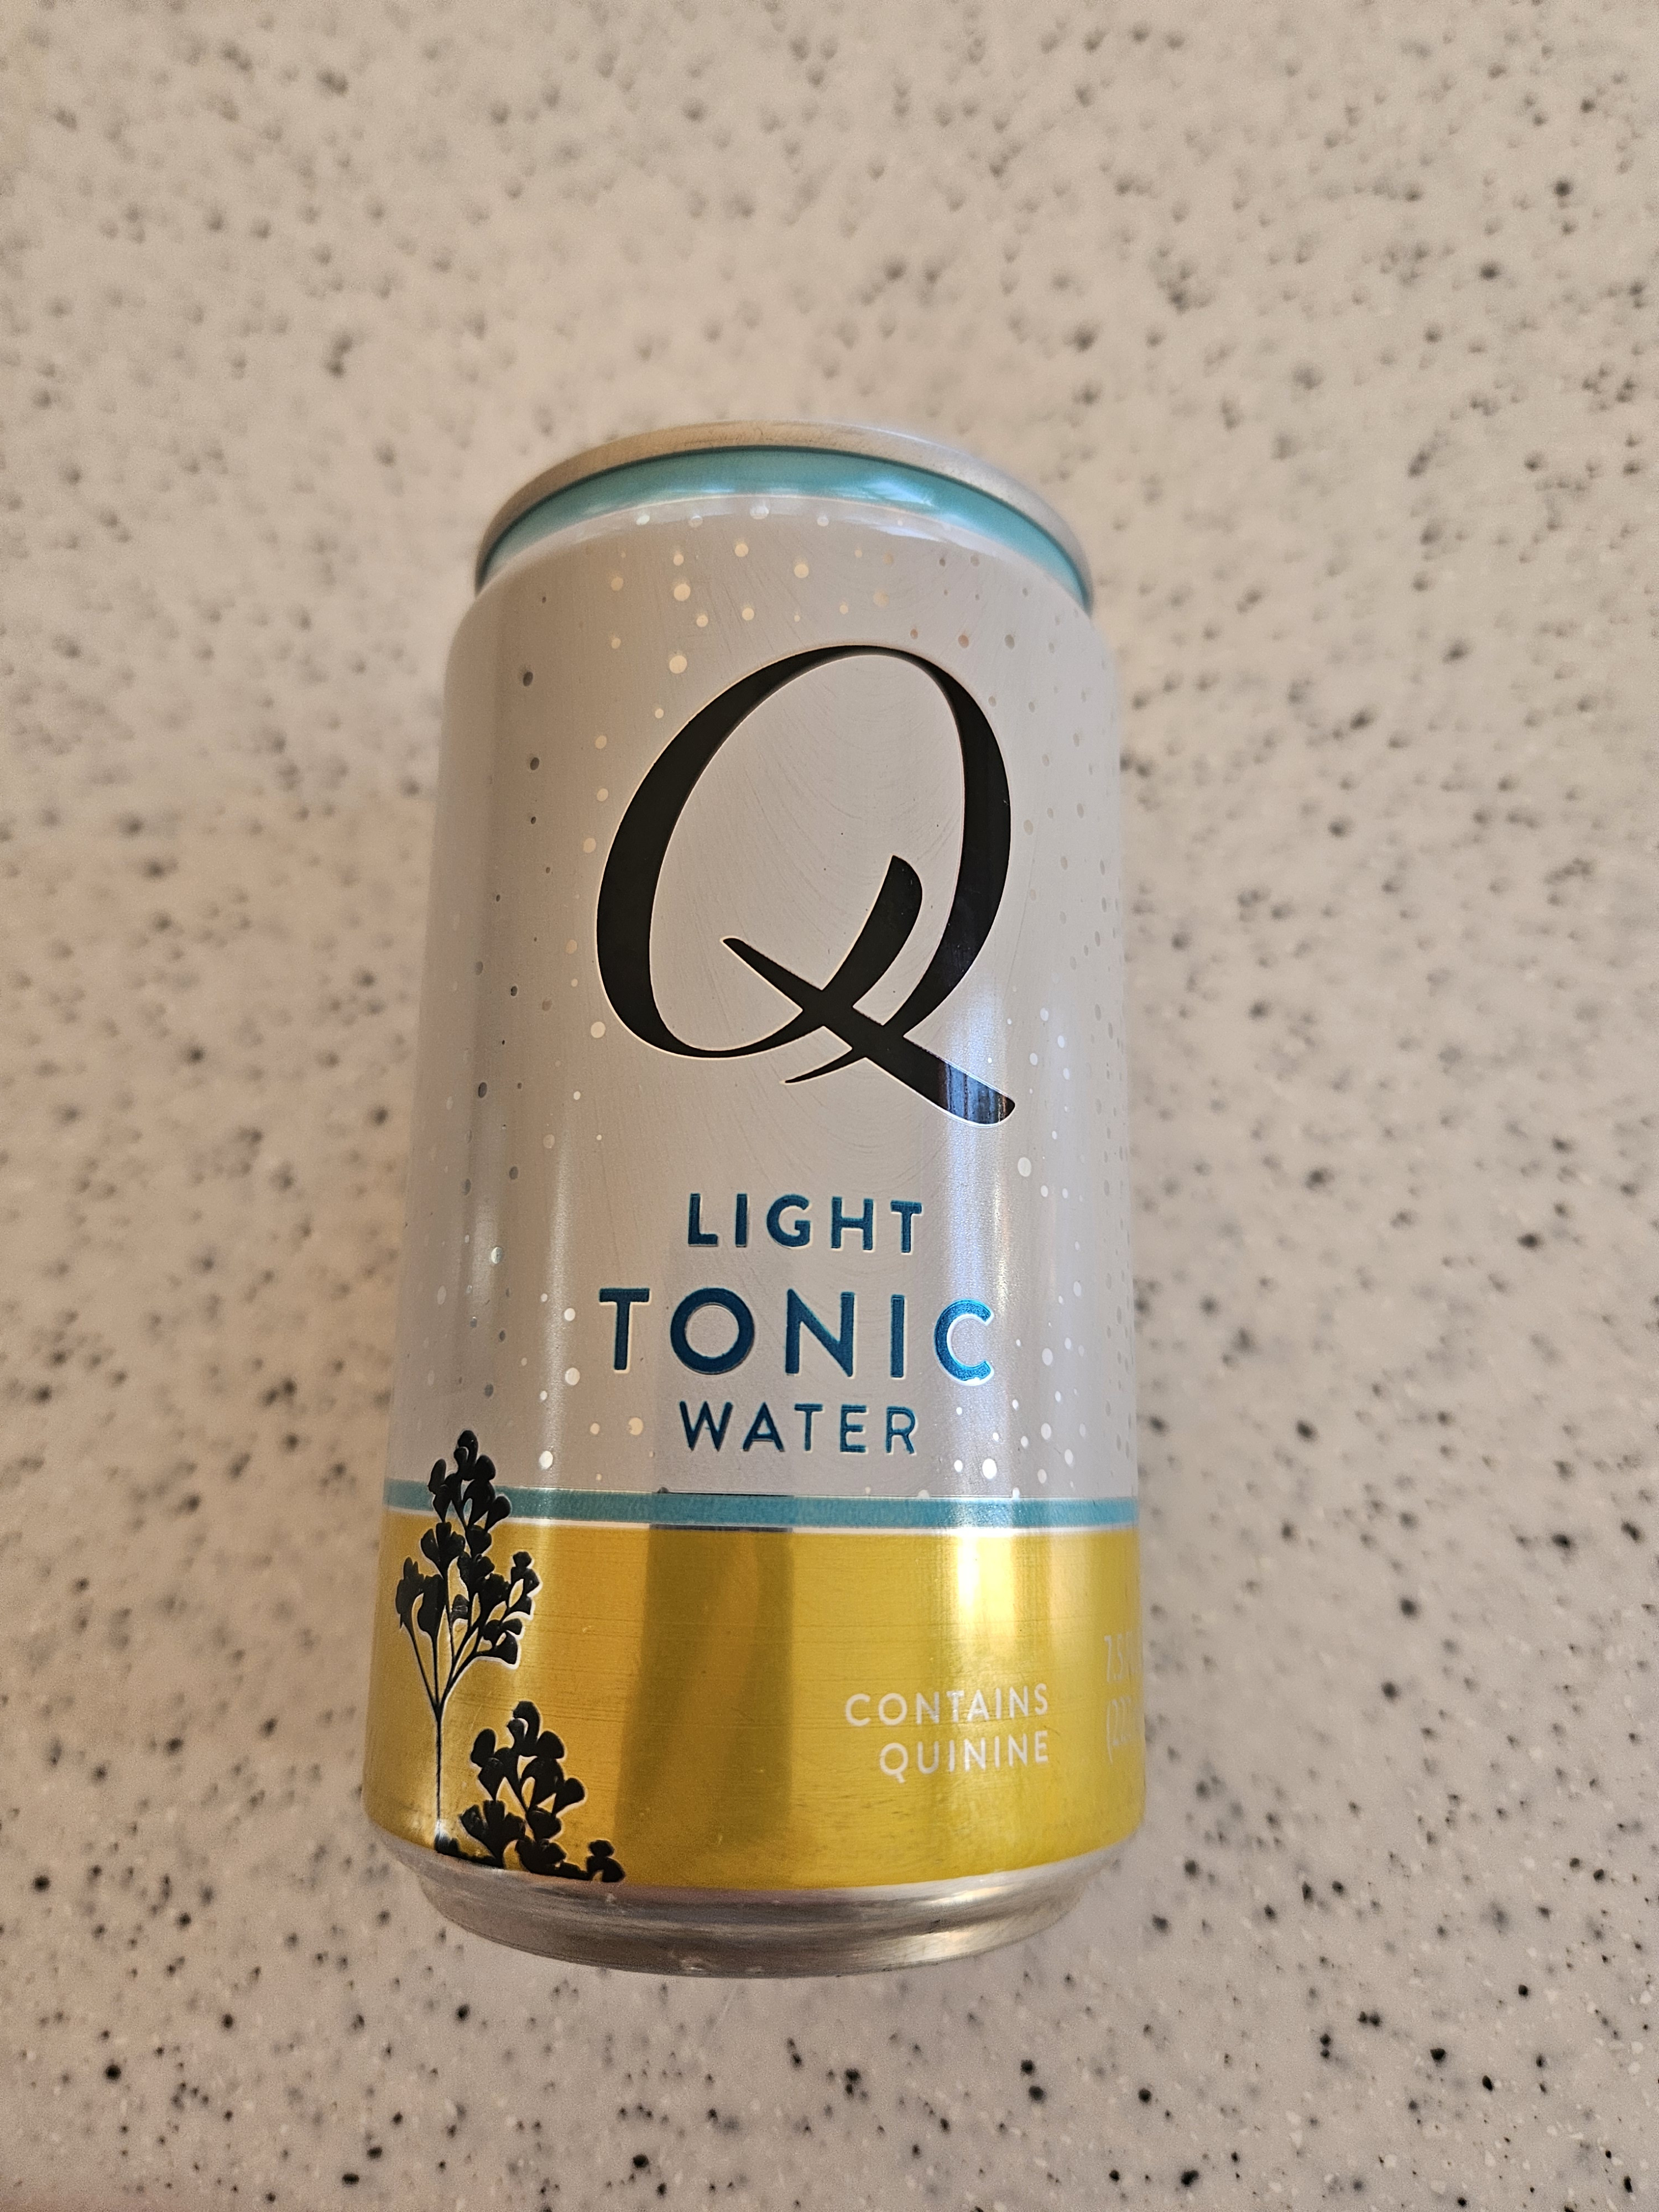 Q
LIGHT
TONIC
WATER
CONTAINS
QUININE